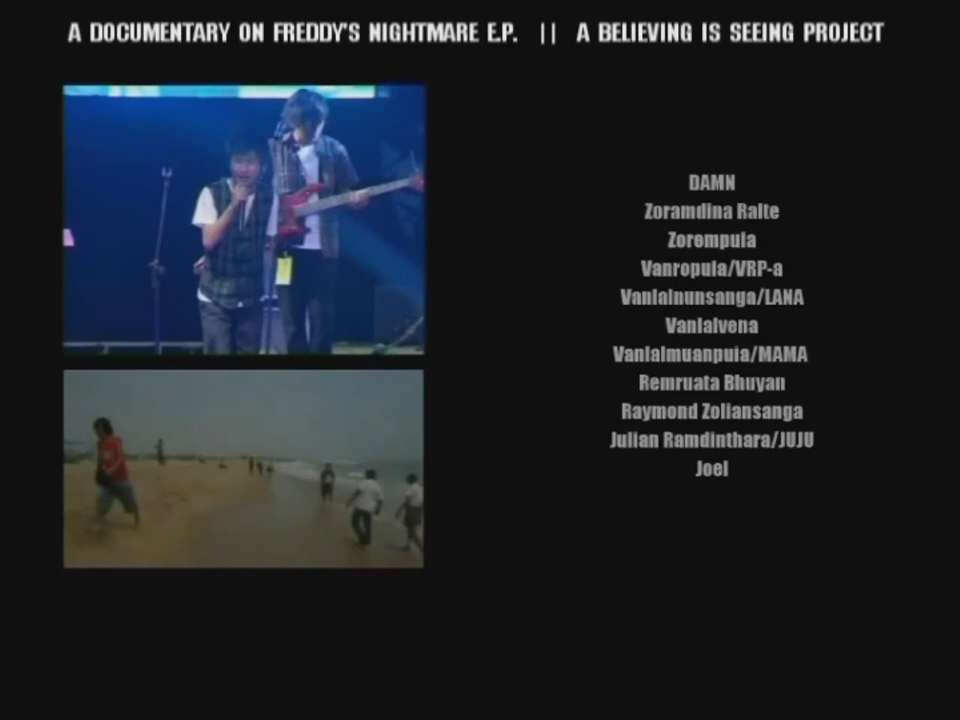 A DOCUMENTARY ON FREDDY'S NIGHTMARE E.P. || A BELIEVING IS SEEING PROJECT
DAMN
Zoramdina Ralte
Zorempuia
Vanropuia/VRP-a
Vanlalnunsanga/LANA
Vanlalvena
Vanlalmuanpuia/MAMA
Remruata Bhuyan
Raymond Zoliansanga
Julian Ramdinthara/JUJU
Joel